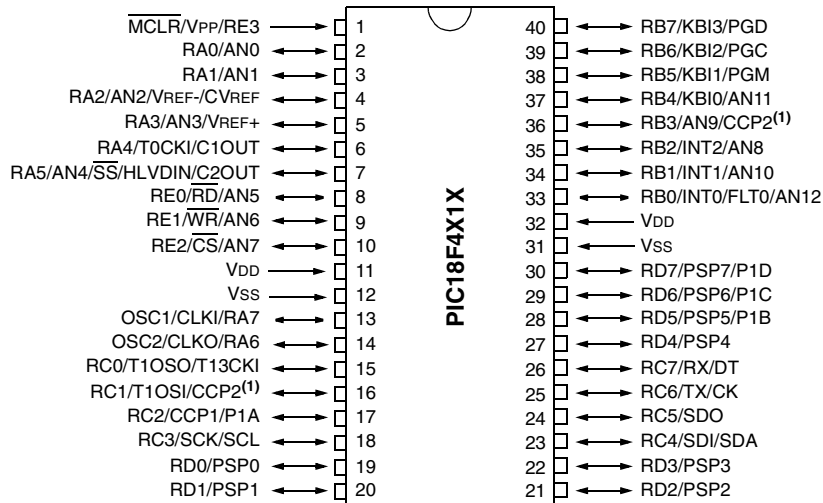 MCLR/VPP/RE3 1 40 RB7/KBI3/PGD
RA0/AN0 2 39 RB6/KBI2/PGC
RA1/AN1 3 38 RB5/KBI1/PGM
RA2/AN2/VREF-/CVREF 4 37 RB4/KBI0/AN11
RA3/AN3/VREF+ 5 36 RB3/AN9/CCP2(1)
RA4/T0CKI/C1OUT 6 35 RB2/INT2/AN8
RA5/AN4/SS/HLVDIN/C2OUT 7 34 RB1/INT1/AN10
RE0/RD/AN5 8 33 RB0/INT0/FLT0/AN12
RE1/WR/AN6 9 32 VDD
RE2/CS/AN7 10 31 VSS
VDD 11 30 RD7/PSP7/P1D
VSS 12 29 RD6/PSP6/P1C
OSC1/CLKI/RA7 13 28 RD5/PSP5/P1B
OSC2/CLKO/RA6 14 27 RD4/PSP4
RC0/T1OSO/T13CKI 15 26 RC7/RX/DT
RC1/T1OSI/CCP2(1) 16 25 RC6/TX/CK
RC2/CCP1/P1A 17 24 RC5/SDO
RC3/SCK/SCL 18 23 RC4/SDI/SDA
RD0/PSP0 19 22 RD3/PSP3
RD1/PSP1 20 21 RD2/PSP2
PIC18F4X1X